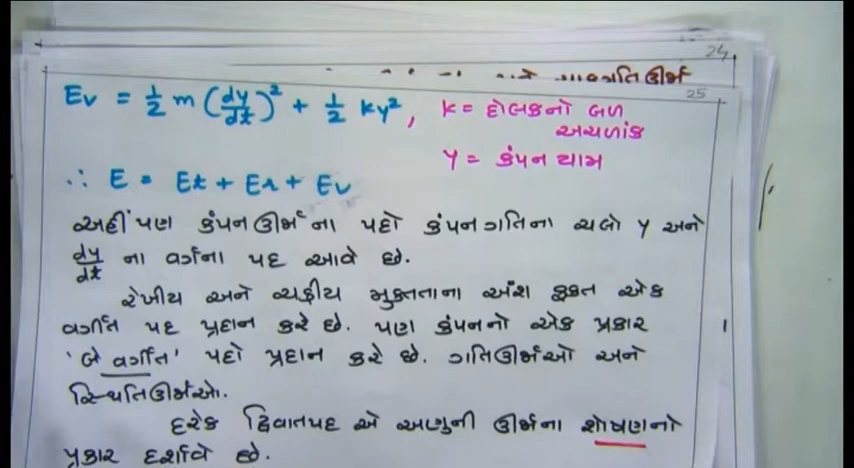 24
ગતિઊર્જા
25
Ev = 1/2 m (dy/dt)² + 1/2 ky², k = દોલકનો બળ
અચળાંક
y = કંપન યામ
∴ E = Et + Er + Ev
અહીં પણ કંપનઊર્જાના પદો કંપનગતિના ચલો y અને
dy/dt ના વર્ગના પદ આવે છે.
રેખીય અને ચક્રીય મુક્તતાના અંશ ફક્ત એક
વર્ગીત પદ પ્રદાન કરે છે. પણ કંપનનો એક પ્રકાર
'બે વર્ગીત' પદો પ્રદાન કરે છે. ગતિઊર્જાઓ અને
સ્થિતિઊર્જાઓ.
દરેક દ્વિઘાતપદ એ અણુની ઊર્જાના શોષણનો
પ્રકાર દર્શાવે છે.